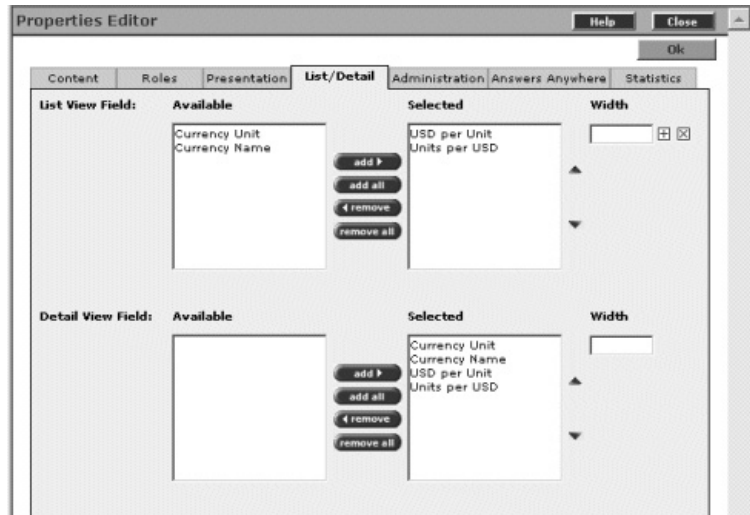 Properties Editor Help Close
Ok
Content Roles Presentation List/Detail Administration Answers Anywhere Statistics
List View Field: Available Selected Width
Currency Unit
Currency Name
USD per Unit
Units per USD
add
add all
remove
remove all
Detail View Field: Available Selected Width
Currency Unit
Currency Name
USD per Unit
Units per USD
add
add all
remove
remove all